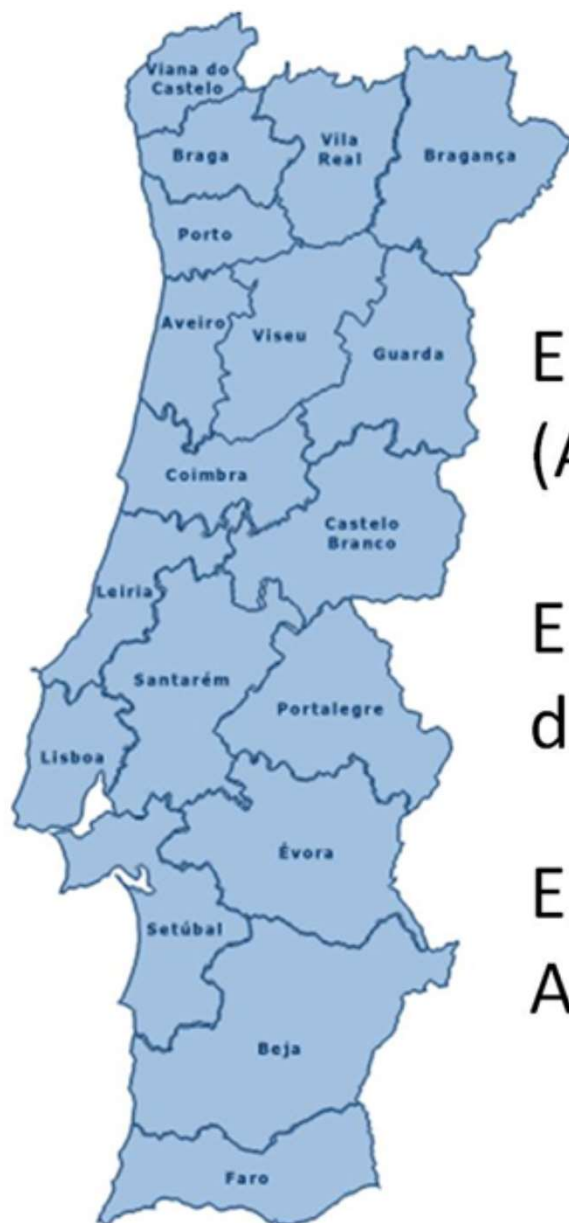 Viana do
Castelo
Braga
Vila
Real
Bragança
Porto
Aveiro
Viseu
Guarda
E
(A
Coimbra
Castelo
Branco
Leiria
E
d
Santarém
Portalegre
Lisboa
Évora
E
A
Setúbal
Beja
Faro